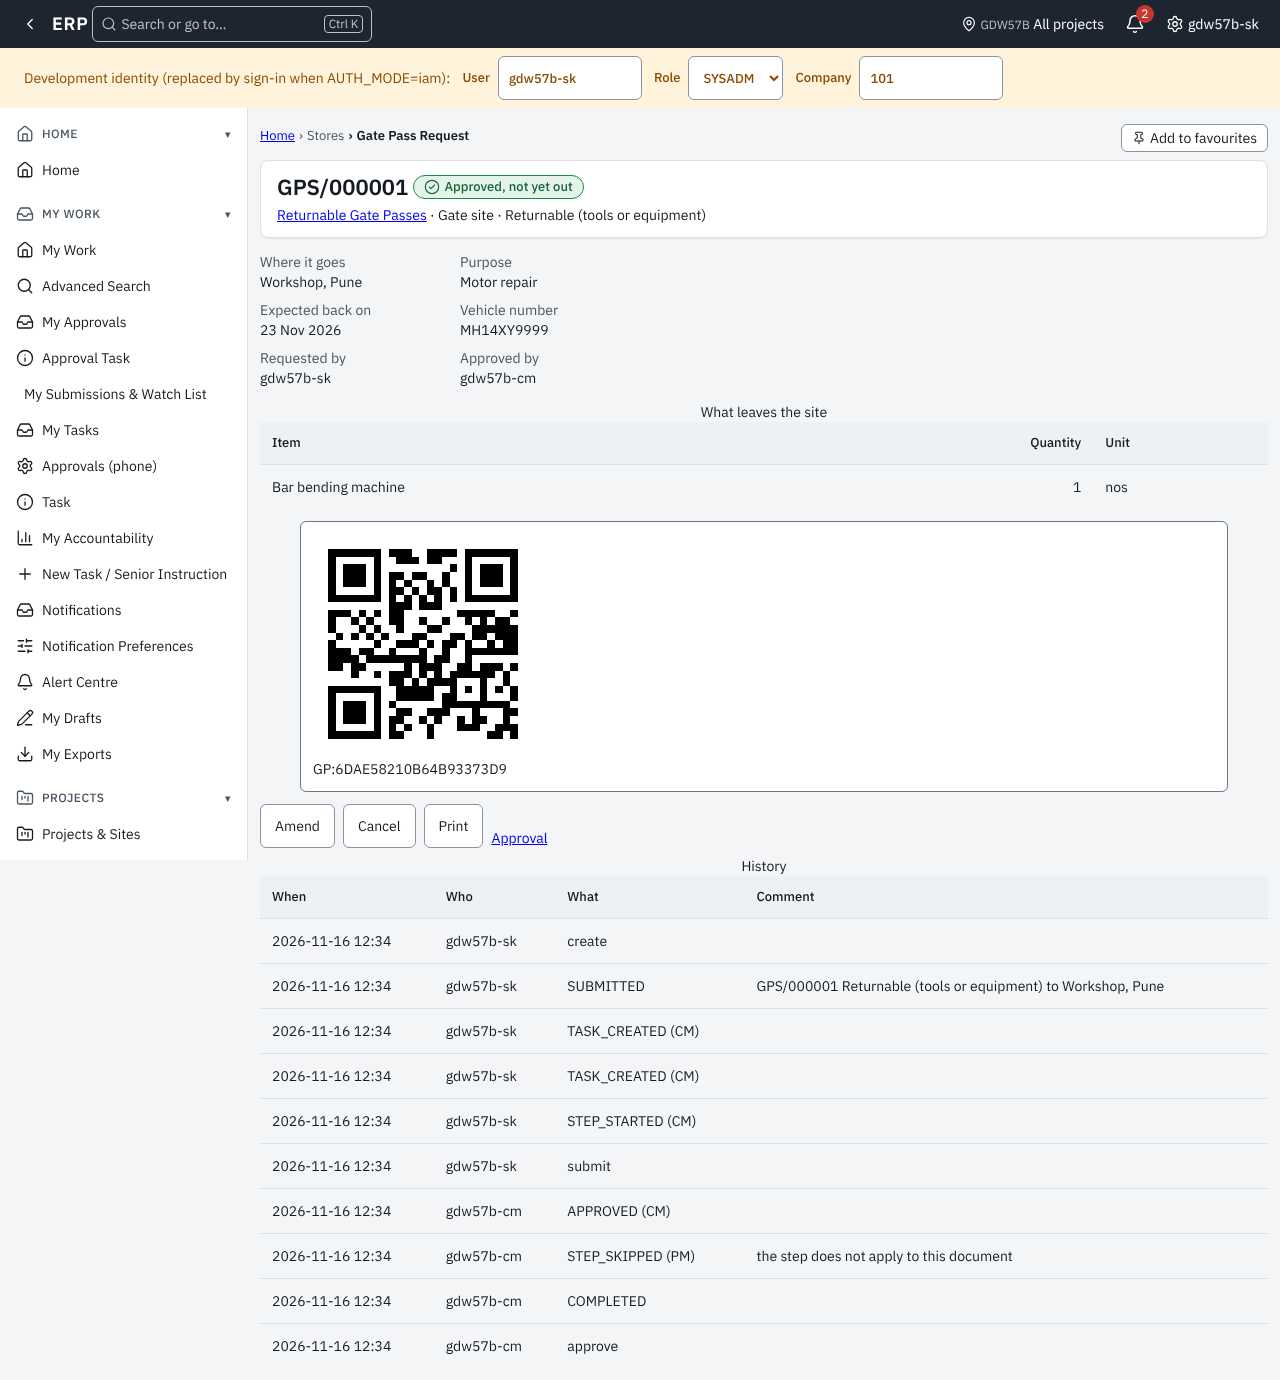 ERP
Search or go to...
Ctrl K
GDW57B All projects
2
gdw57b-sk
Development identity (replaced by sign-in when AUTH_MODE=iam):
User
gdw57b-sk
Role
SYSADM
Company
101
HOME
Home
MY WORK
My Work
Advanced Search
My Approvals
Approval Task
My Submissions & Watch List
My Tasks
Approvals (phone)
Task
My Accountability
New Task / Senior Instruction
Notifications
Notification Preferences
Alert Centre
My Drafts
My Exports
PROJECTS
Projects & Sites
Home › Stores › Gate Pass Request
Add to favourites
GPS/000001
Approved, not yet out
Returnable Gate Passes · Gate site · Returnable (tools or equipment)
Where it goes
Workshop, Pune
Purpose
Motor repair
Expected back on
23 Nov 2026
Vehicle number
MH14XY9999
Requested by
gdw57b-sk
Approved by
gdw57b-cm
What leaves the site
Item Quantity Unit
Bar bending machine 1 nos
GP:6DAE58210B64B93373D9
Amend
Cancel
Print
Approval
History
When Who What Comment
2026-11-16 12:34 gdw57b-sk create
2026-11-16 12:34 gdw57b-sk SUBMITTED GPS/000001 Returnable (tools or equipment) to Workshop, Pune
2026-11-16 12:34 gdw57b-sk TASK_CREATED (CM)
2026-11-16 12:34 gdw57b-sk TASK_CREATED (CM)
2026-11-16 12:34 gdw57b-sk STEP_STARTED (CM)
2026-11-16 12:34 gdw57b-sk submit
2026-11-16 12:34 gdw57b-cm APPROVED (CM)
2026-11-16 12:34 gdw57b-cm STEP_SKIPPED (PM) the step does not apply to this document
2026-11-16 12:34 gdw57b-cm COMPLETED
2026-11-16 12:34 gdw57b-cm approve